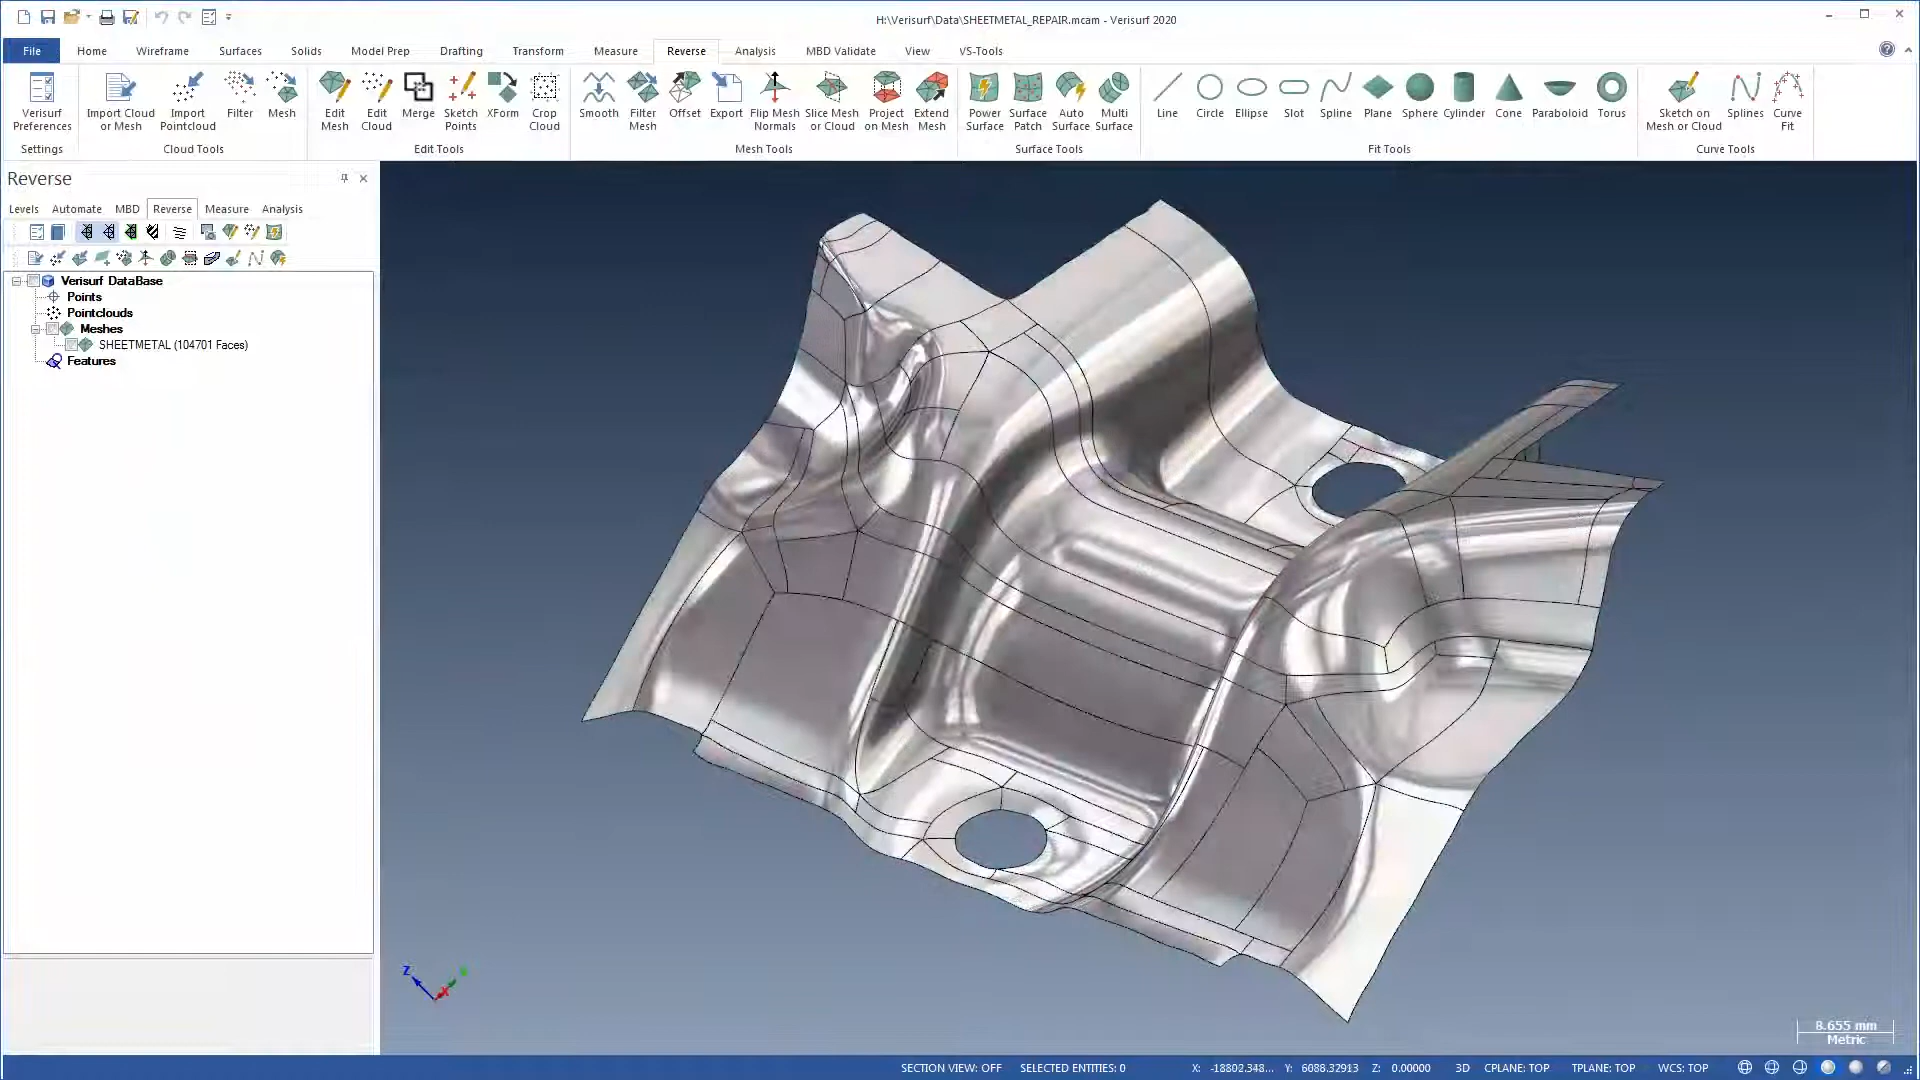 H:\Verisurf\Data\SHEETMETAL_REPAIR.mcam - Verisurf 2020
File Home Wireframe Surfaces Solids Model Prep Drafting Transform Measure Reverse Analysis MBD Validate View VS-Tools
Verisurf Preferences
Import Cloud or Mesh
Import Pointcloud
Filter
Mesh
Edit Mesh
Edit Cloud
Merge
Sketch Points
XForm
Crop Cloud
Smooth
Filter Mesh
Offset
Export
Flip Mesh Normals
Slice Mesh or Cloud
Project on Mesh
Extend Mesh
Power Surface
Surface Patch
Auto Surface
Multi Surface
Line
Circle
Ellipse
Slot
Spline
Plane
Sphere
Cylinder
Cone
Paraboloid
Torus
Sketch on Mesh or Cloud
Splines
Curve Fit
Settings Cloud Tools Edit Tools Mesh Tools Surface Tools Fit Tools Curve Tools
Reverse
Levels Automate MBD Reverse Measure Analysis
Verisurf DataBase
Points
Pointclouds
Meshes
SHEETMETAL (104701 Faces)
Features
Z
X
8.655 mm
Metric
SECTION VIEW: OFF SELECTED ENTITIES: 0 X: -18802.348... Y: 6088.32913 Z: 0.00000 3D CPLANE: TOP TPLANE: TOP WCS: TOP